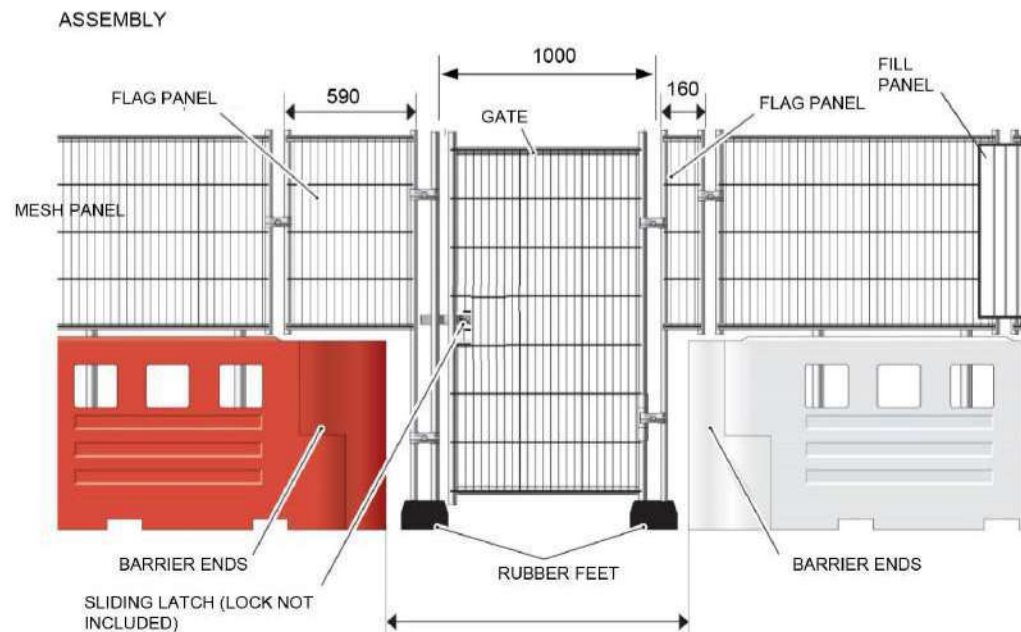 ASSEMBLY
1000
FILL
PANEL
FLAG PANEL
590
160
FLAG PANEL
GATE
MESH PANEL
BARRIER ENDS
RUBBER FEET
BARRIER ENDS
SLIDING LATCH (LOCK NOT
INCLUDED)